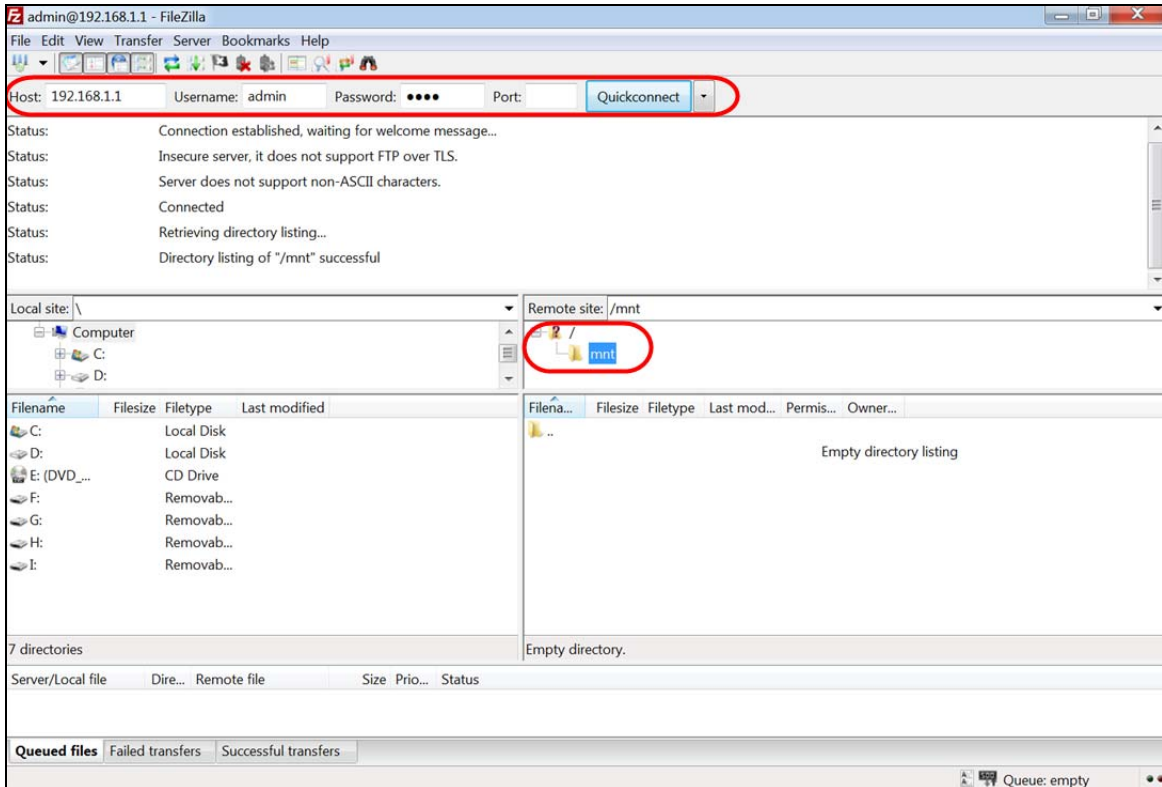 admin@192.168.1.1 - FileZilla
File Edit View Transfer Server Bookmarks Help
Host: 192.168.1.1 Username: admin Password: •••• Port: Quickconnect
Status: Connection established, waiting for welcome message...
Status: Insecure server, it does not support FTP over TLS.
Status: Server does not support non-ASCII characters.
Status: Connected
Status: Retrieving directory listing...
Status: Directory listing of "/mnt" successful
Local site: \ Remote site: /mnt
Computer
C:
D:
/
mnt
Filename Filesize Filetype Last modified
C: Local Disk
D: Local Disk
E: (DVD_... CD Drive
F: Removab...
G: Removab...
H: Removab...
I: Removab...
7 directories
Filena... Filesize Filetype Last mod... Permis... Owner...
..
Empty directory listing
Empty directory.
Server/Local file Dire... Remote file Size Prio... Status
Queued files Failed transfers Successful transfers
Queue: empty